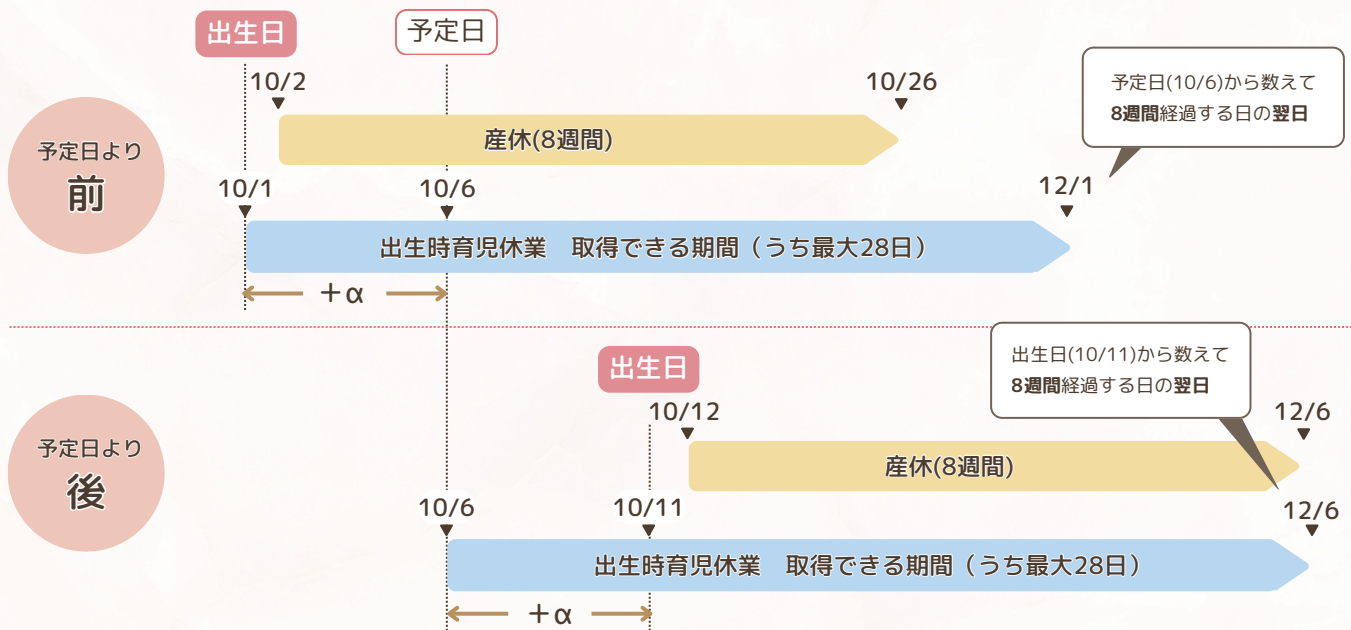 出生日
予定日
10/2
10/26
予定日(10/6)から数えて
8週間経過する日の翌日
産休(8週間)
予定日より
前
10/1
10/6
12/1
出生時育児休業 取得できる期間（うち最大28日）
+α
出生日
出生日(10/11)から数えて
8週間経過する日の翌日
10/12
12/6
予定日より
後
産休(8週間)
10/6
10/11
12/6
出生時育児休業 取得できる期間（うち最大28日）
+α